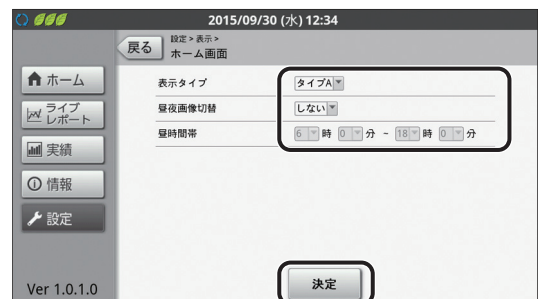 2015/09/30 (水) 12:34
戻る
設定 > 表示 >
ホーム画面
ホーム
ライブ
レポート
実績
情報
設定
Ver 1.0.1.0
表示タイプ タイプA
昼夜画像切替 しない
昼時間帯 6 時 0 分 ~ 18 時 0 分
決定